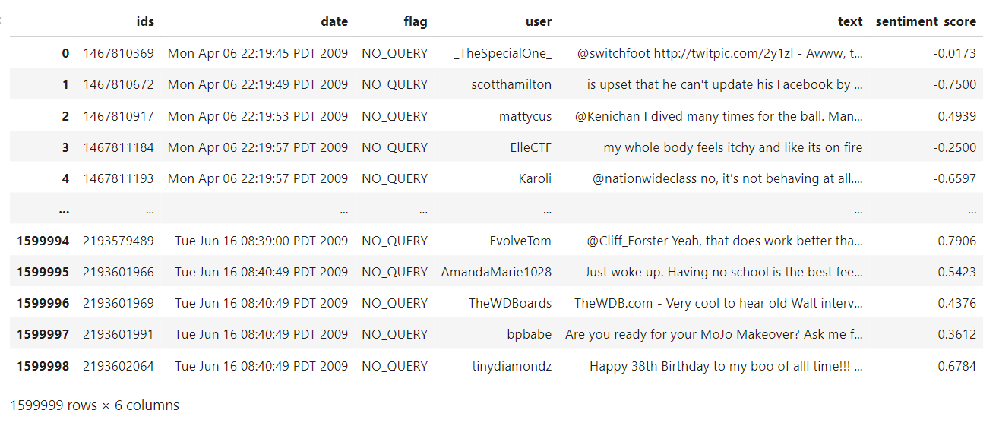 ids date flag user text sentiment_score
0 1467810369 Mon Apr 06 22:19:45 PDT 2009 NO_QUERY _TheSpecialOne_ @switchfoot http://twitpic.com/2y1zl - Awww, t... -0.0173
1 1467810672 Mon Apr 06 22:19:49 PDT 2009 NO_QUERY scotthamilton is upset that he can't update his Facebook by ... -0.7500
2 1467810917 Mon Apr 06 22:19:53 PDT 2009 NO_QUERY mattycus @Kenichan I dived many times for the ball. Man... 0.4939
3 1467811184 Mon Apr 06 22:19:57 PDT 2009 NO_QUERY ElleCTF my whole body feels itchy and like its on fire -0.2500
4 1467811193 Mon Apr 06 22:19:57 PDT 2009 NO_QUERY Karoli @nationwideclass no, it's not behaving at all.... -0.6597
... ... ... ... ... ... ...
1599994 2193579489 Tue Jun 16 08:39:00 PDT 2009 NO_QUERY EvolveTom @Cliff_Forster Yeah, that does work better tha... 0.7906
1599995 2193601966 Tue Jun 16 08:40:49 PDT 2009 NO_QUERY AmandaMarie1028 Just woke up. Having no school is the best fee... 0.5423
1599996 2193601969 Tue Jun 16 08:40:49 PDT 2009 NO_QUERY TheWDBoards TheWDB.com - Very cool to hear old Walt interv... 0.4376
1599997 2193601991 Tue Jun 16 08:40:49 PDT 2009 NO_QUERY bpbabe Are you ready for your MoJo Makeover? Ask me f... 0.3612
1599998 2193602064 Tue Jun 16 08:40:49 PDT 2009 NO_QUERY tinydiamondz Happy 38th Birthday to my boo of alll time!!! ... 0.6784
1599999 rows × 6 columns